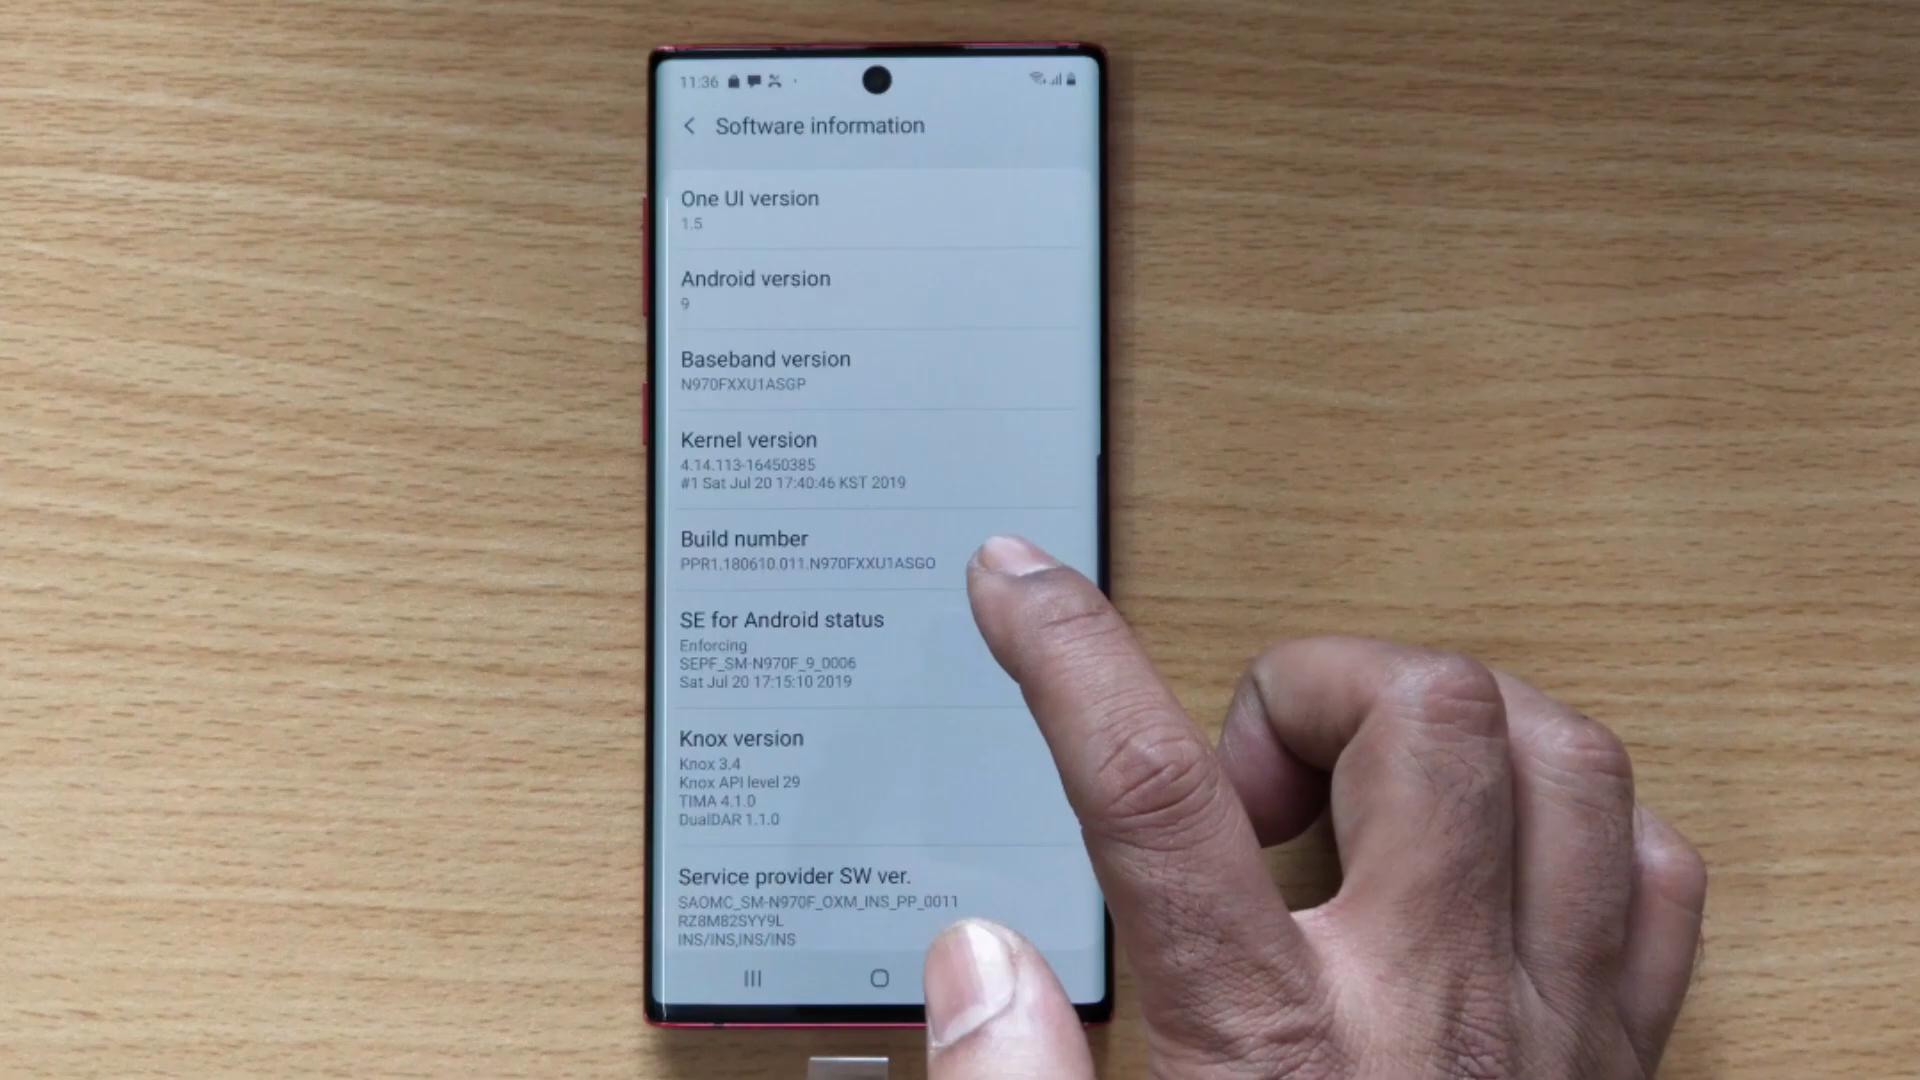 11:36
Software information
One UI version
1.5
Android version
9
Baseband version
N970FXXU1ASGP
Kernel version
4.14.113-16450385
#1 Sat Jul 20 17:40:46 KST 2019
Build number
PPR1.180610.011.N970FXXU1ASGO
SE for Android status
Enforcing
SEPF_SM-N970F_9_0006
Sat Jul 20 17:15:10 2019
Knox version
Knox 3.4
Knox API level 29
TIMA 4.1.0
DualDAR 1.1.0
Service provider SW ver.
SAOMC_SM-N970F_OXM_INS_PP_0011
RZ8M82SYY9L
INS/INS,INS/INS